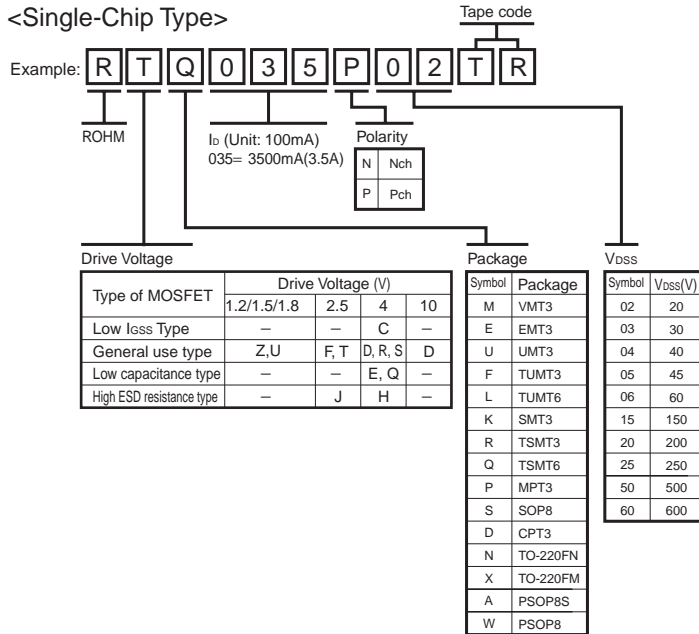 <Single-Chip Type>
Tape code
Example: R T Q 0 3 5 P 0 2 T R
ROHM
ID (Unit: 100mA)
035= 3500mA(3.5A)
Polarity
N Nch
P Pch
Drive Voltage
Type of MOSFET Drive Voltage (V)
1.2/1.5/1.8 2.5 4 10
Low IGSS Type – – C –
General use type Z,U F, T D, R, S D
Low capacitance type – – E, Q –
High ESD resistance type – J H –
Package
Symbol Package
M VMT3
E EMT3
U UMT3
F TUMT3
L TUMT6
K SMT3
R TSMT3
Q TSMT6
P MPT3
S SOP8
D CPT3
N TO-220FN
X TO-220FM
A PSOP8S
W PSOP8
VDSS
Symbol VDSS(V)
02 20
03 30
04 40
05 45
06 60
15 150
20 200
25 250
50 500
60 600